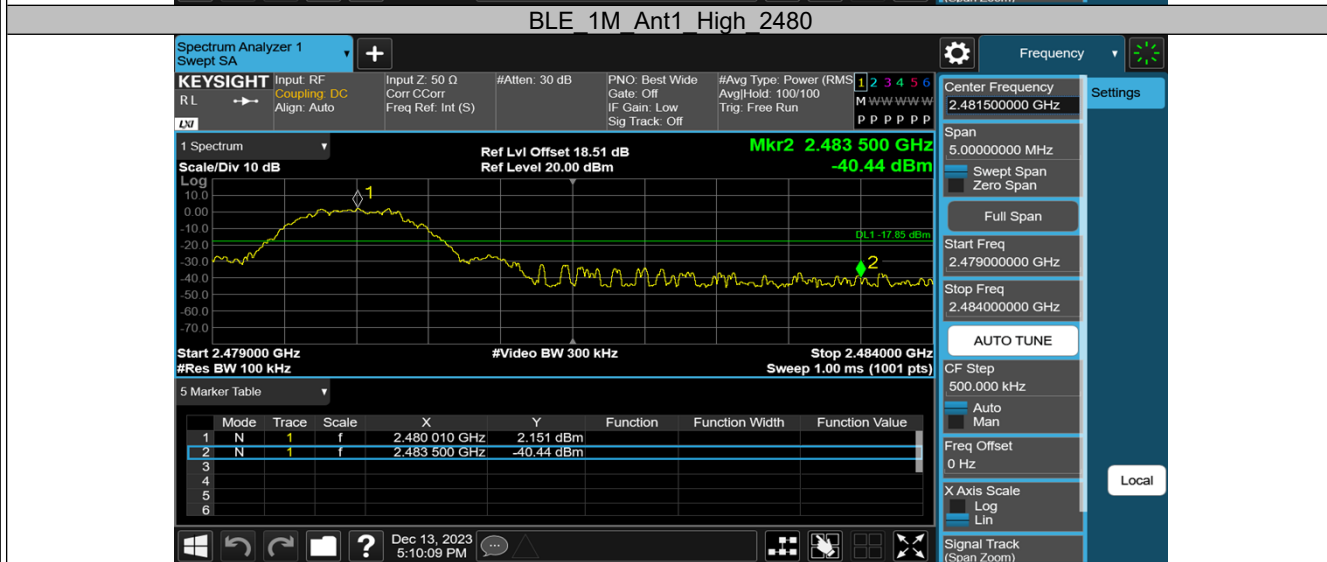 (Span Zoom)
BLE_1M_Ant1_High_2480
Spectrum Analyzer 1
Swept SA
Frequency
KEYSIGHT
RL
LXI
Input: RF
Coupling: DC
Align: Auto
Input Z: 50 Ω
Corr CCorr
Freq Ref: Int (S)
#Atten: 30 dB
PNO: Best Wide
Gate: Off
IF Gain: Low
Sig Track: Off
#Avg Type: Power (RMS
Avg|Hold: 100/100
Trig: Free Run
1 2 3 4 5 6
M W W W W W
P P P P P P
1 Spectrum
Scale/Div 10 dB
Ref Lvl Offset 18.51 dB
Ref Level 20.00 dBm
Mkr2 2.483 500 GHz
-40.44 dBm
Log
10.0
0.00
-10.0
-20.0
-30.0
-40.0
-50.0
-60.0
-70.0
1
DL1 -17.85 dBm
2
Start 2.479000 GHz
#Res BW 100 kHz
#Video BW 300 kHz
Stop 2.484000 GHz
Sweep 1.00 ms (1001 pts)
5 Marker Table
Mode Trace Scale X Y Function Function Width Function Value
1 N 1 f 2.480 010 GHz 2.151 dBm
2 N 1 f 2.483 500 GHz -40.44 dBm
3
4
5
6
?
Dec 13, 2023
5:10:09 PM
Center Frequency
2.481500000 GHz
Settings
Span
5.00000000 MHz
Swept Span
Zero Span
Full Span
Start Freq
2.479000000 GHz
Stop Freq
2.484000000 GHz
AUTO TUNE
CF Step
500.000 kHz
Auto
Man
Freq Offset
0 Hz
X Axis Scale
Log
Lin
Local
Signal Track
(Span Zoom)